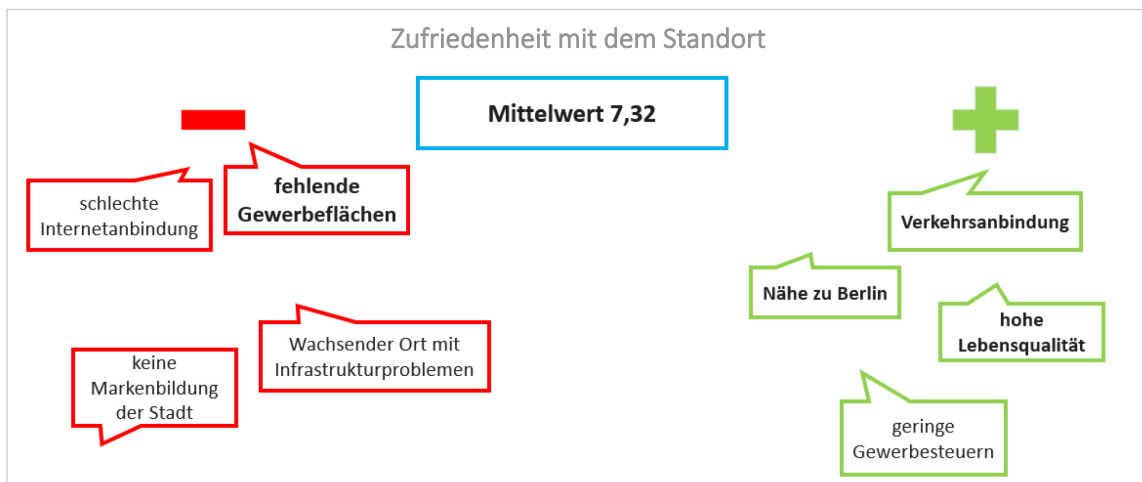 Zufriedenheit mit dem Standort
Mittelwert 7,32
schlechte
Internetanbindung
fehlende
Gewerbeflächen
keine
Markenbildung
der Stadt
Wachsender Ort mit
Infrastrukturproblemen
Verkehrsanbindung
Nähe zu Berlin
hohe
Lebensqualität
geringe
Gewerbesteuern